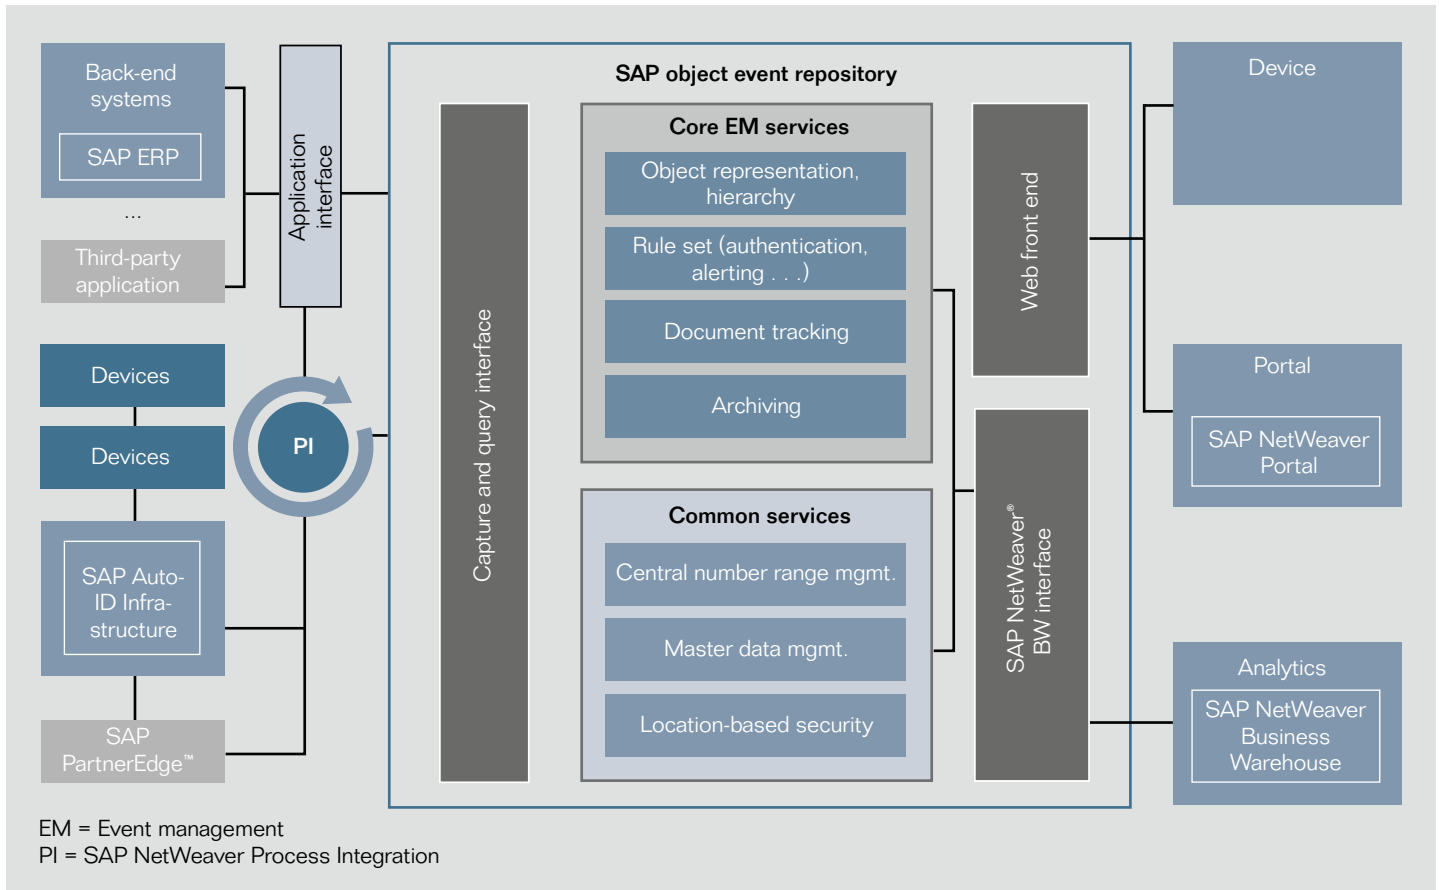 Back-end
systems
SAP ERP
...
Third-party
application
Application
interface
Devices
Devices
PI
SAP Auto-
ID Infra-
structure
SAP
PartnerEdge™
SAP object event repository
Capture and query interface
Core EM services
Object representation,
hierarchy
Rule set (authentication,
alerting . . .)
Document tracking
Archiving
Common services
Central number range mgmt.
Master data mgmt.
Location-based security
Web front end
SAP NetWeaver®
BW interface
Device
Portal
SAP NetWeaver
Portal
Analytics
SAP NetWeaver
Business
Warehouse
EM = Event management
PI = SAP NetWeaver Process Integration